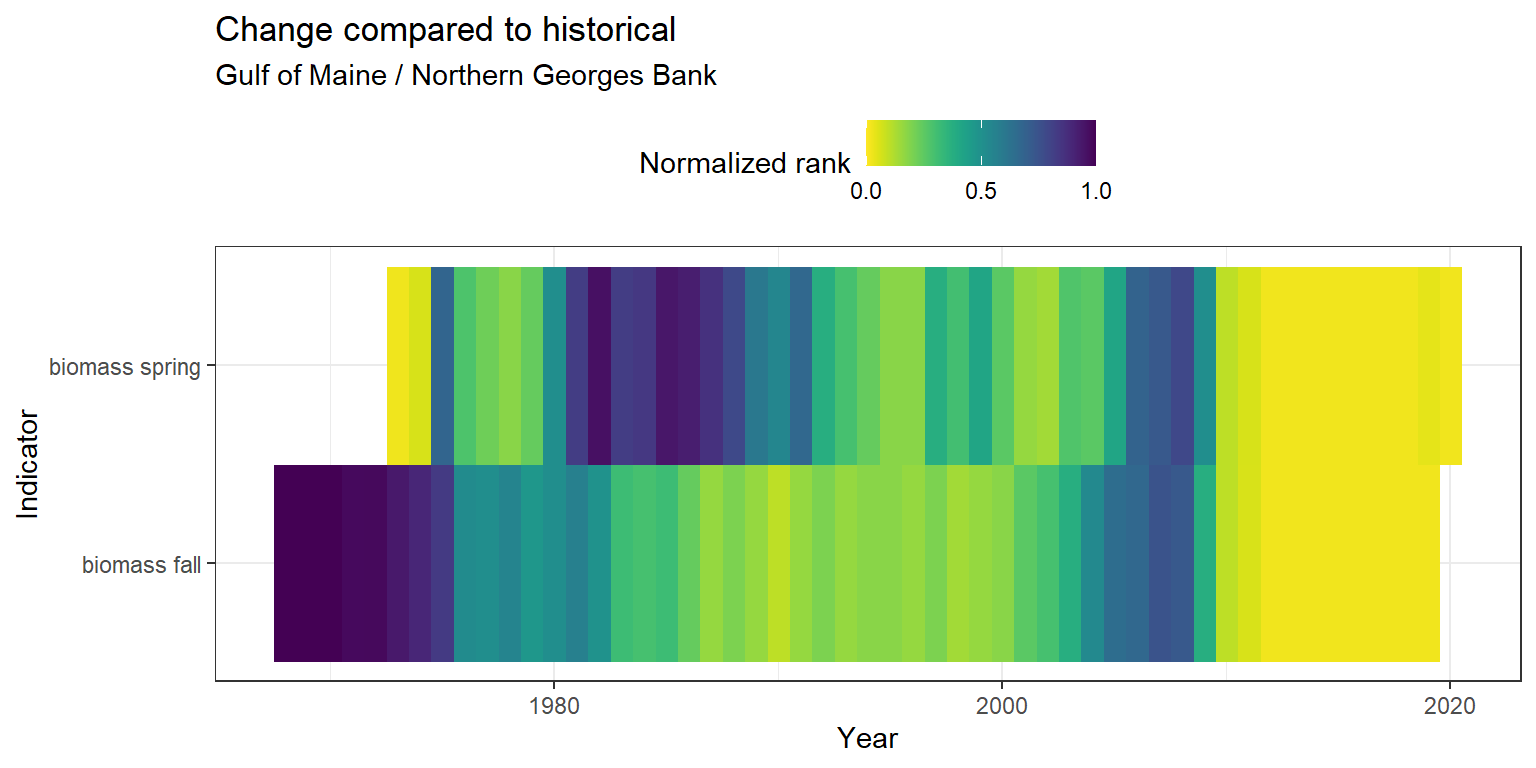 Change compared to historical
Gulf of Maine / Northern Georges Bank
Normalized rank
0.0 0.5 1.0
Indicator
biomass spring
biomass fall
1980 2000 2020
Year